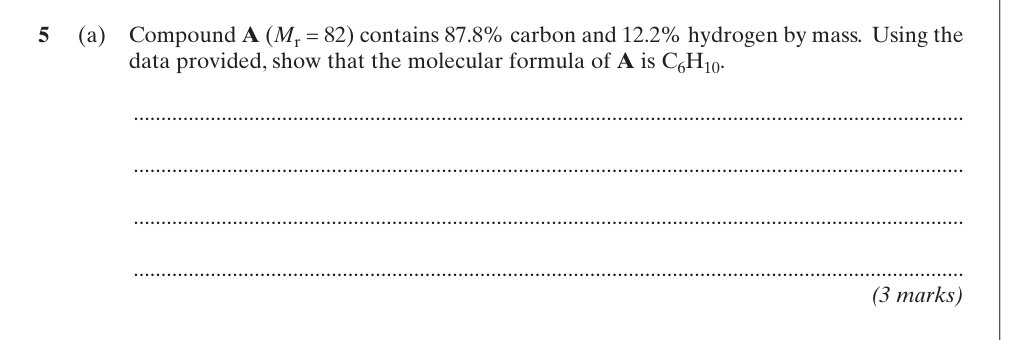 5 (a) Compound A (Mr = 82) contains 87.8% carbon and 12.2% hydrogen by mass. Using the
data provided, show that the molecular formula of A is C6H10.
(3 marks)